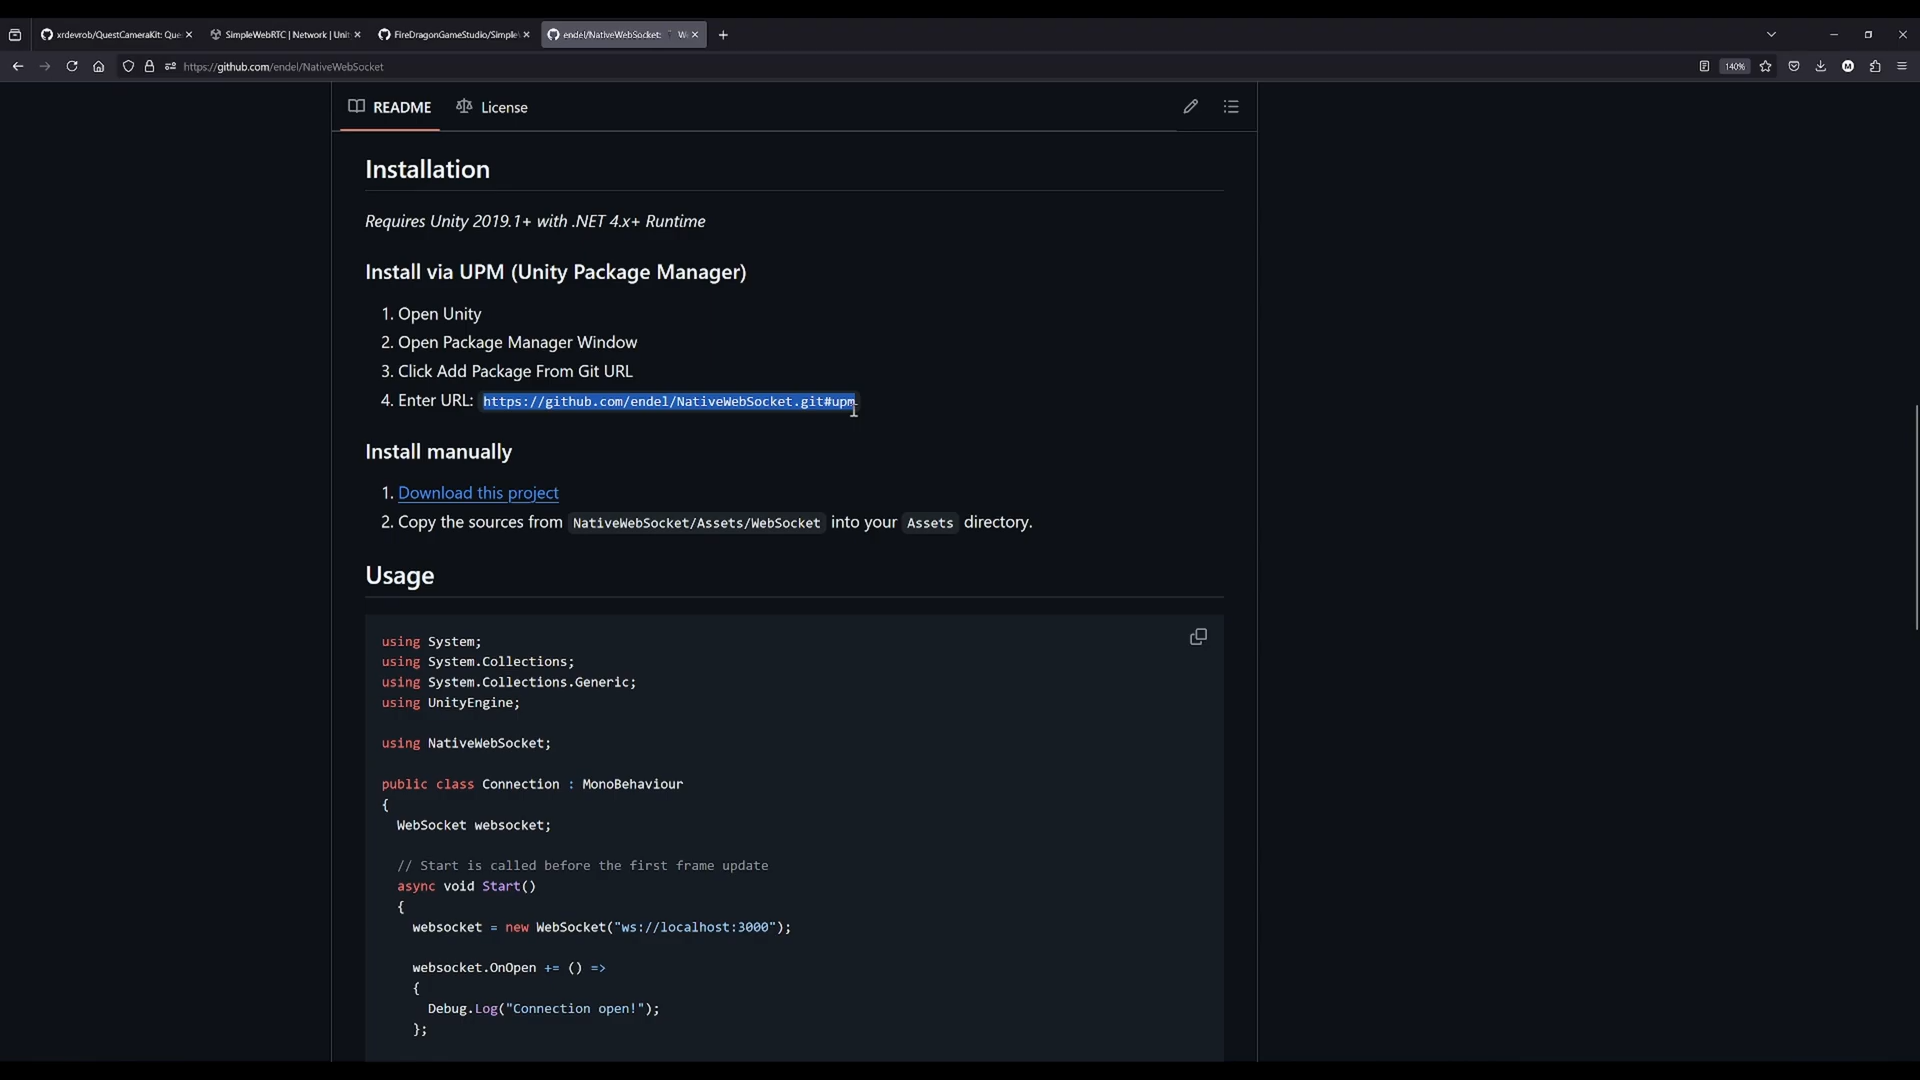 xrdevrob/QuestCameraKit: Que
SimpleWebRTC | Network | Unit
FireDragonGameStudio/Simple
endel/NativeWebSocket: We
https://github.com/endel/NativeWebSocket
140%
M
README
License
Installation
Requires Unity 2019.1+ with .NET 4.x+ Runtime
Install via UPM (Unity Package Manager)
1. Open Unity
2. Open Package Manager Window
3. Click Add Package From Git URL
4. Enter URL: https://github.com/endel/NativeWebSocket.git#upm
Install manually
1. Download this project
2. Copy the sources from NativeWebSocket/Assets/WebSocket into your Assets directory.
Usage
using System;
using System.Collections;
using System.Collections.Generic;
using UnityEngine;
using NativeWebSocket;
public class Connection : MonoBehaviour
{
WebSocket websocket;
// Start is called before the first frame update
async void Start()
{
websocket = new WebSocket("ws://localhost:3000");
websocket.OnOpen += () =>
{
Debug.Log("Connection open!");
};